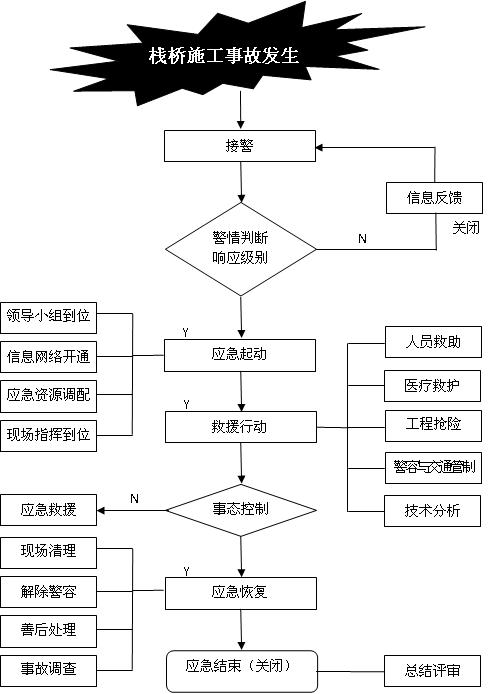 栈桥施工事故发生
接警
信息反馈
关闭
警情判断
响应级别
N
领导小组到位
信息网络开通
应急资源调配
现场指挥到位
Y
应急起动
人员救助
医疗救护
工程抢险
警容与交通管制
技术分析
Y
救援行动
事态控制
N
应急救援
现场清理
解除警容
善后处理
事故调查
Y
应急恢复
应急结束（关闭）
总结评审